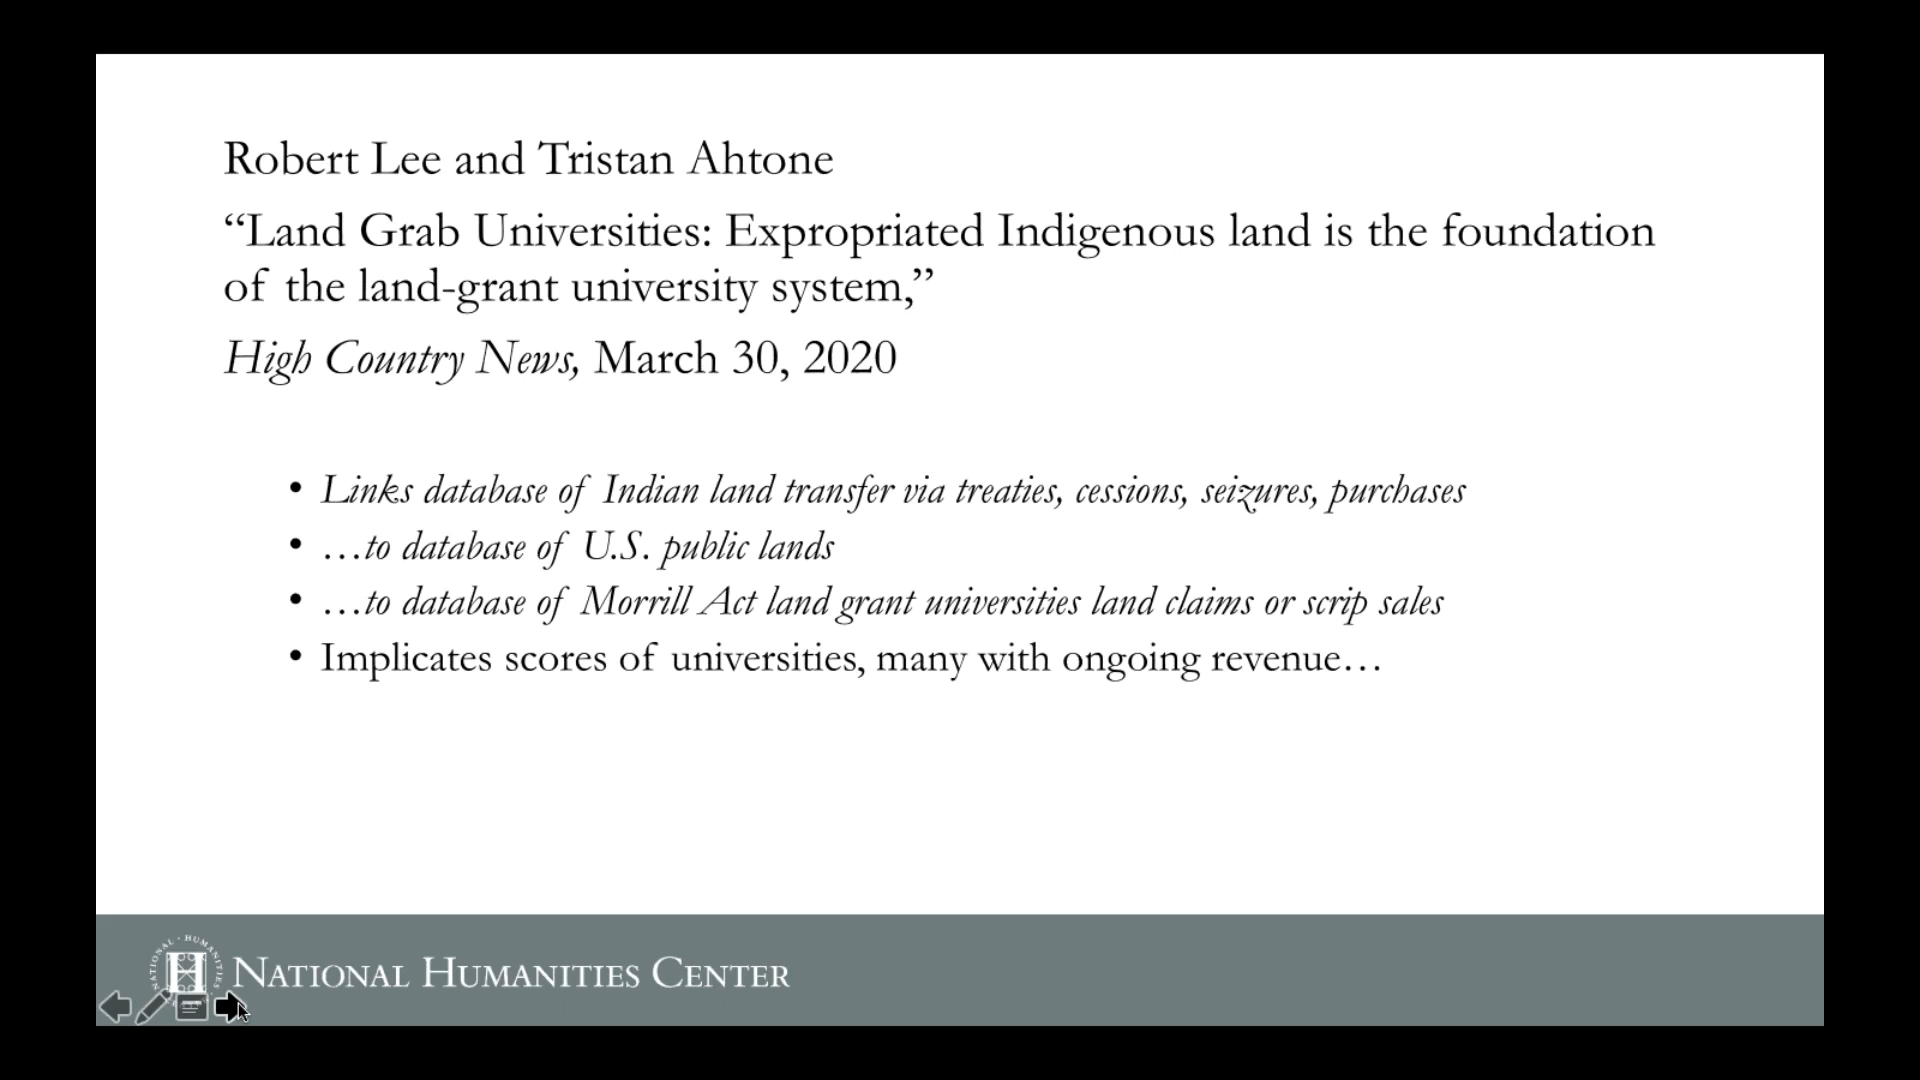 Robert Lee and Tristan Ahtone
“Land Grab Universities: Expropriated Indigenous land is the foundation
of the land-grant university system,”
High Country News, March 30, 2020
• Links database of Indian land transfer via treaties, cessions, seizures, purchases
• …to database of U.S. public lands
• …to database of Morrill Act land grant universities land claims or scrip sales
• Implicates scores of universities, many with ongoing revenue…
NATIONAL HUMANITIES CENTER